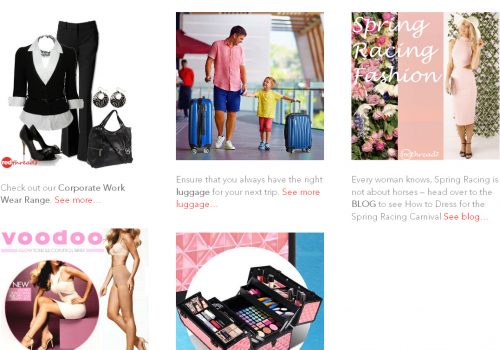 Spring
Racing
Fashion
redthreads
redthreads
Check out our Corporate Work
Wear Range. See more...
Ensure that you always have the right
luggage for your next trip. See more
luggage...
Every woman knows, Spring Racing is
not about horses – head over to the
BLOG to see How to Dress for the
Spring Racing Carnival See blog...
voodoo
NEW